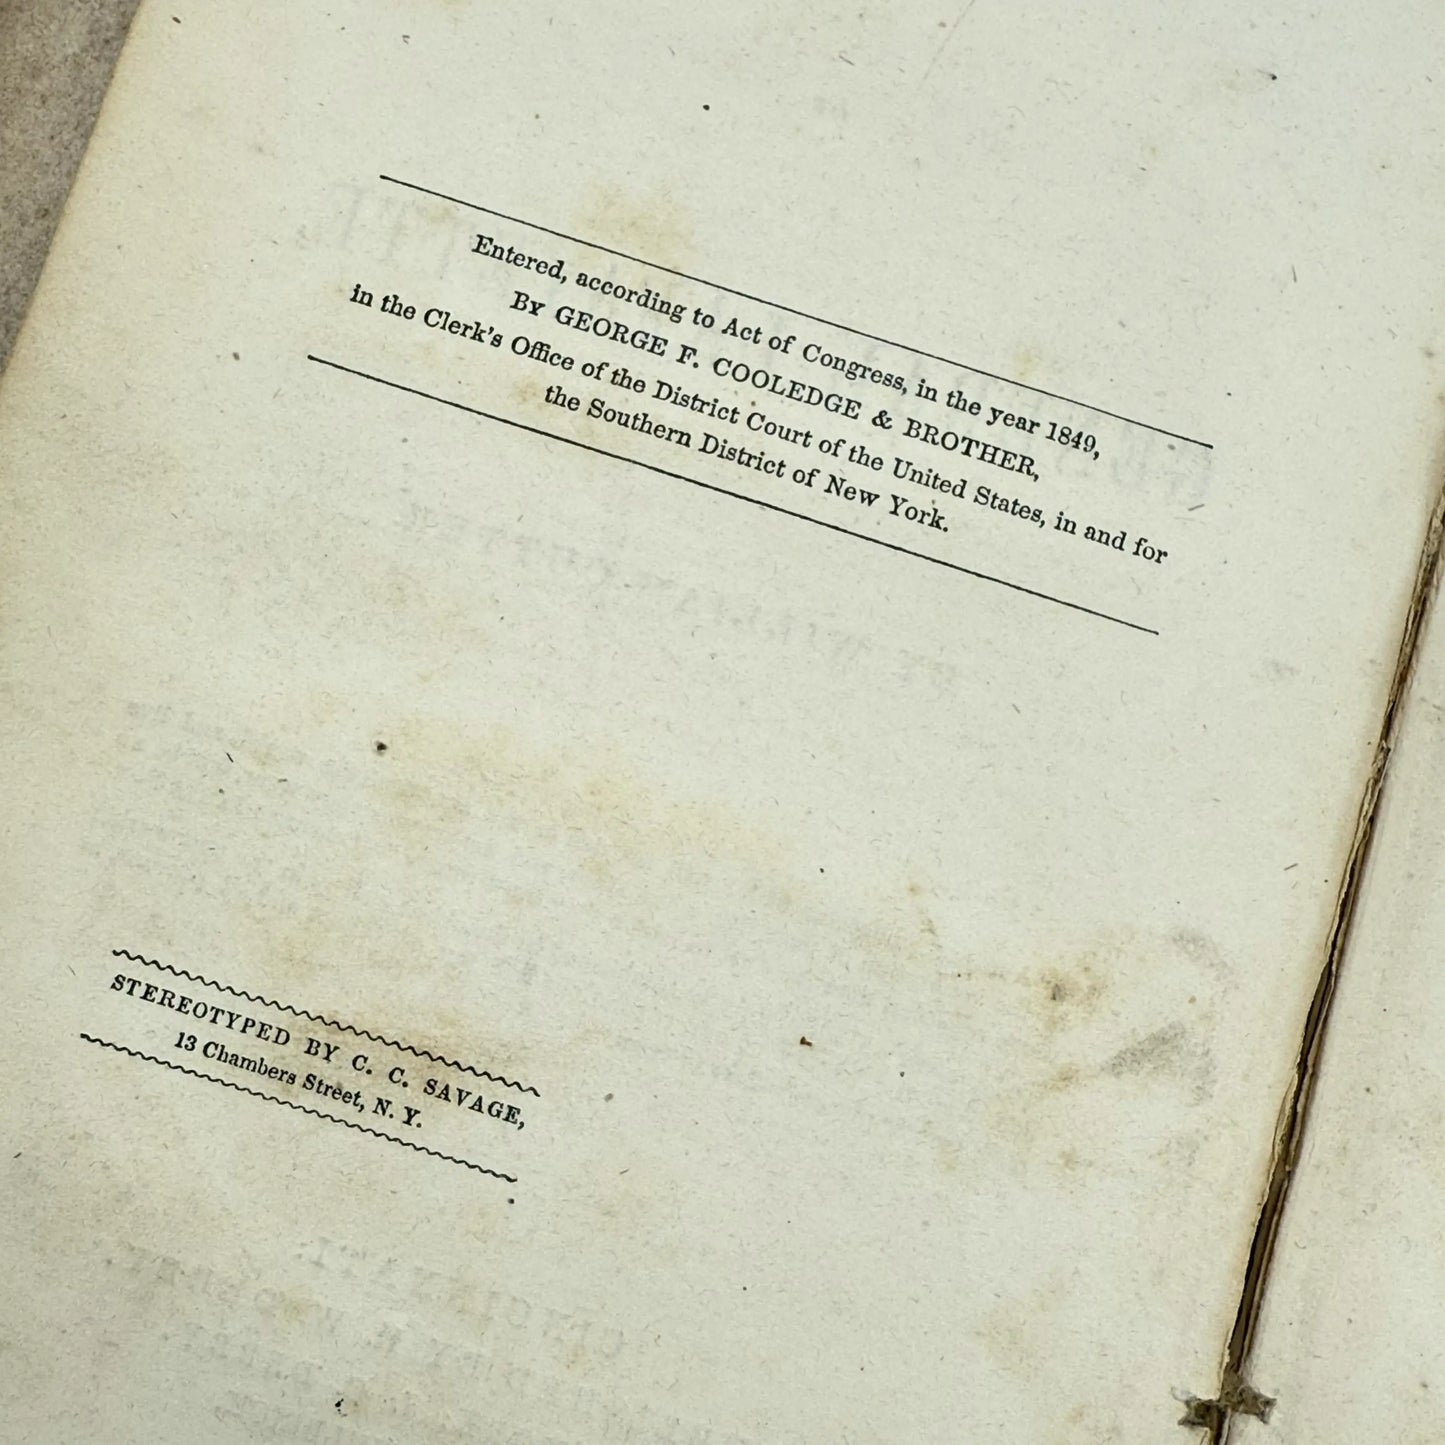 Entered, according to Act of Congress, in the year 1849,
By GEORGE F. COOLEDGE & BROTHER,
in the Clerk's Office of the District Court of the United States, in and for
the Southern District of New York.
STEREOTYPED BY C. C. SAVAGE,
13 Chambers Street, N. Y.